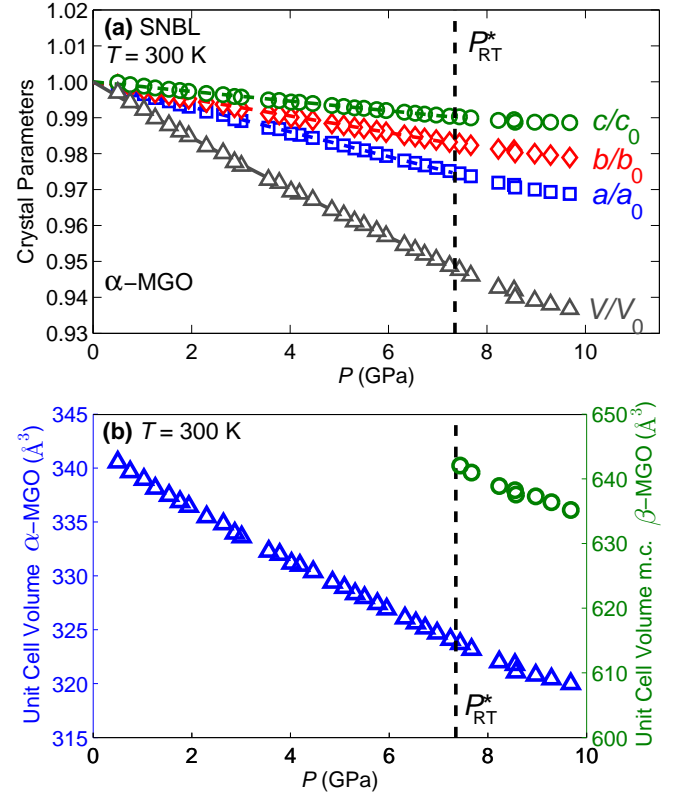 (a) SNBL
T = 300 K
P*RT
1.02
1.01
1.00
0.99
0.98
0.97
0.96
0.95
0.94
0.93
Crystal Parameters
c/c0
b/b0
a/a0
V/V0
α−MGO
0 2 4 6 8 10
P (GPa)
(b) T = 300 K
345
340
335
330
325
320
315
Unit Cell Volume α−MGO (Å³)
650
640
630
620
610
600
Unit Cell Volume m.c. β−MGO (Å³)
P*RT
0 2 4 6 8 10
P (GPa)